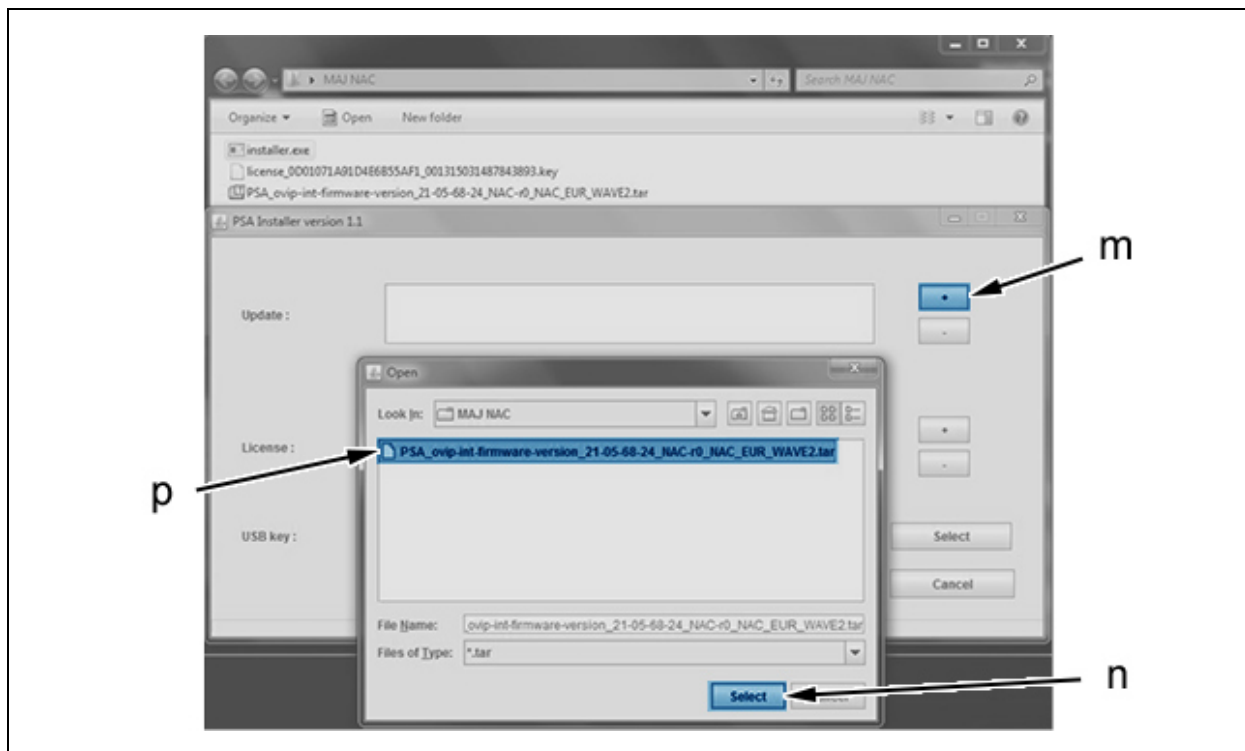 MAJ NAC
Search MAJ NAC
Organize
Open
New folder
installer.exe
license_0D01071A91D4E6B55AF1_001315031487843893.key
PSA_ovip-int-firmware-version_21-05-68-24_NAC-r0_NAC_EUR_WAVE2.tar
PSA Installer version 1.1
m
Update :
+
-
Open
Look In: MAJ NAC
License :
PSA_ovip-int-firmware-version_21-05-68-24_NAC-r0_NAC_EUR_WAVE2.tar
+
-
p
USB key :
Select
Cancel
File Name: _ovip-int-firmware-version_21-05-68-24_NAC-r0_NAC_EUR_WAVE2.tar
Files of Type: *.tar
Select
n